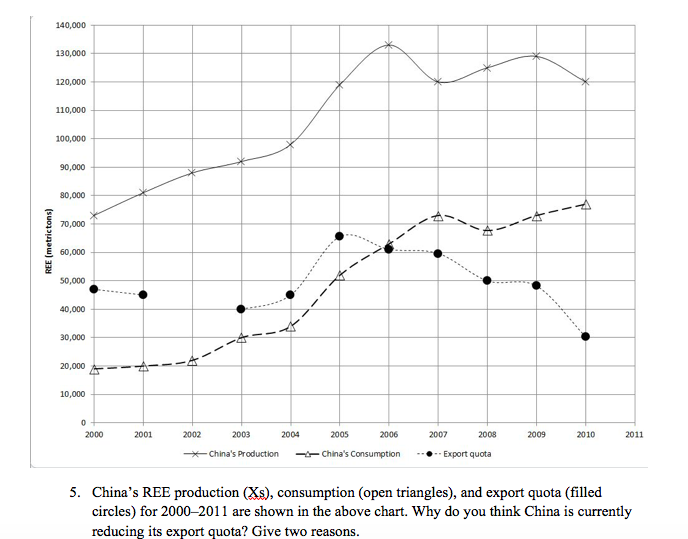 140,000
130,000
120,000
110,000
100,000
90,000
80,000
70,000
60,000
50,000
40,000
30,000
20,000
10,000
0
REE (metric tons)
2000 2001 2002 2003 2004 2005 2006 2007 2008 2009 2010 2011
China's Production China's Consumption Export quota
5. China's REE production (Xs), consumption (open triangles), and export quota (filled
circles) for 2000–2011 are shown in the above chart. Why do you think China is currently
reducing its export quota? Give two reasons.